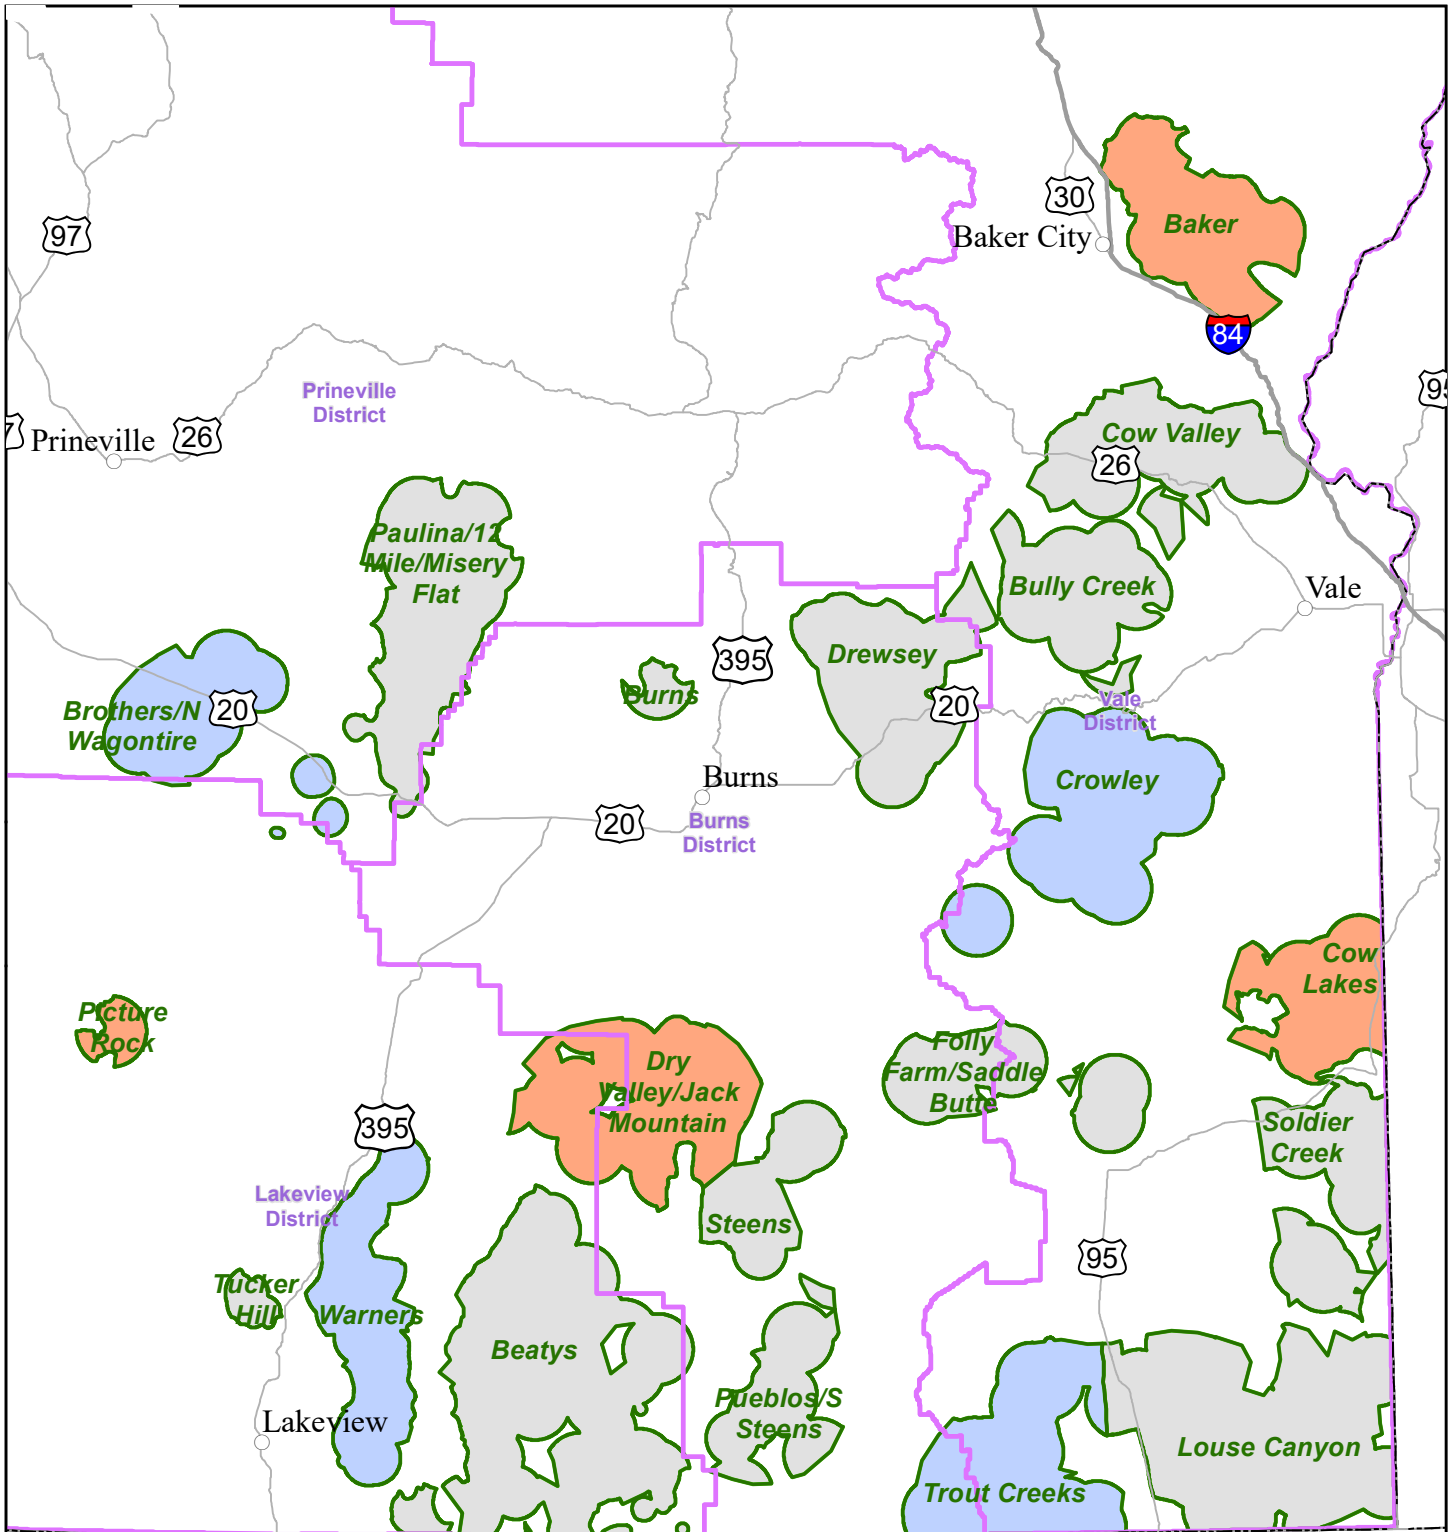 30
97
Baker
Baker City
84
95
Prineville
District
7
Prineville
26
Cow Valley
26
Paulina/12
Mile/Misery
Flat
Bully Creek
Vale
395
Drewsey
Burns
20
Brothers/N
Wagontire
20
Vale
District
Crowley
Burns
20
Burns
District
Cow
Lakes
Picture
Rock
Folly
Farm/Saddle
Butte
Dry
Valley/Jack
Mountain
395
Soldier
Creek
Lakeview
District
Steens
95
Tucker
Hill
Warners
Beatys
Pueblos/S
Steens
Lakeview
Louse Canyon
Trout Creeks